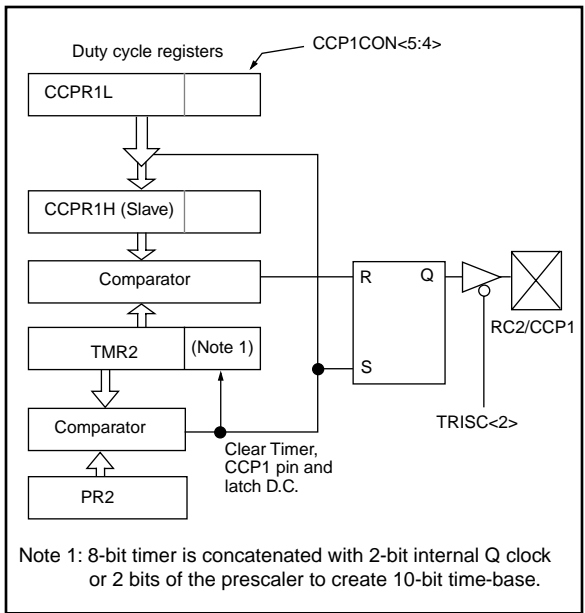 Duty cycle registers
CCP1CON<5:4>
CCPR1L
CCPR1H (Slave)
Comparator
R
Q
RC2/CCP1
TMR2
(Note 1)
S
TRISC<2>
Comparator
Clear Timer,
CCP1 pin and
latch D.C.
PR2
Note 1: 8-bit timer is concatenated with 2-bit internal Q clock
or 2 bits of the prescaler to create 10-bit time-base.